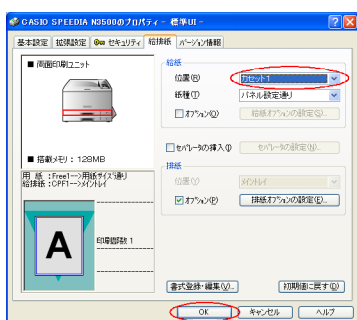 CASIO SPEEDIA N3500のプロパティ - 標準UI -
基本設定 拡張設定 セキュリティ 給排紙 バージョン情報
■ 両面印刷ユニット
■ 搭載メモリ : 128MB
用 紙 :Free1-->用紙サイズ通り
給排紙 :CPF1-->メイントレイ
A
印刷部数 1
給紙
位置(R) カセット1
紙種(T) パネル設定通り
オプション(O) 給紙オプションの設定(G)...
セパレータの挿入(I) セパレータの設定(N)...
排紙
位置(Y) メイントレイ
オプション(P) 排紙オプションの設定(E)...
書式登録・編集(V)... 初期値に戻す(D)
OK キャンセル ヘルプ